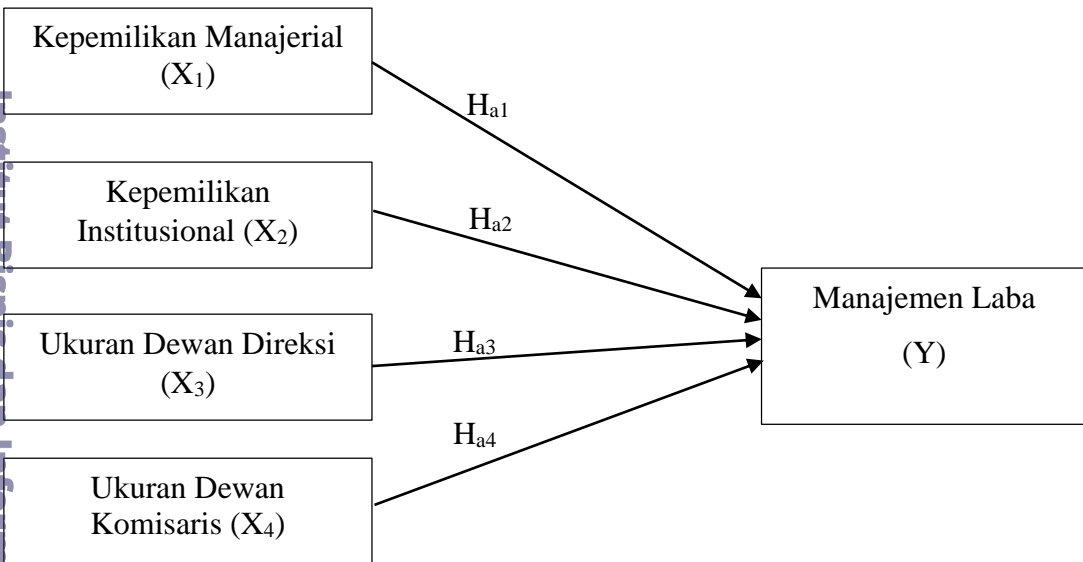 Kepemilikan Manajerial
(X₁)
Hₐ₁
Kepemilikan
Institusional (X₂)
Hₐ₂
Manajemen Laba
(Y)
Ukuran Dewan Direksi
(X₃)
Hₐ₃
Hₐ₄
Ukuran Dewan
Komisaris (X₄)